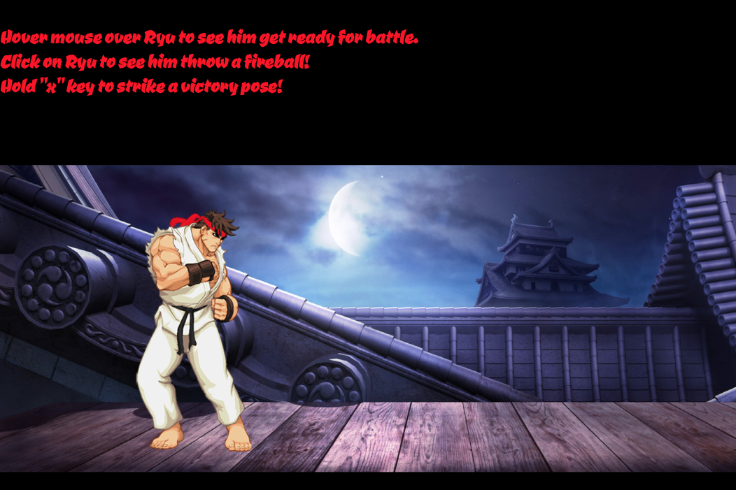 Hover mouse over Ryu to see him get ready for battle.
Click on Ryu to see him throw a fireball!
Hold "x" key to strike a victory pose!